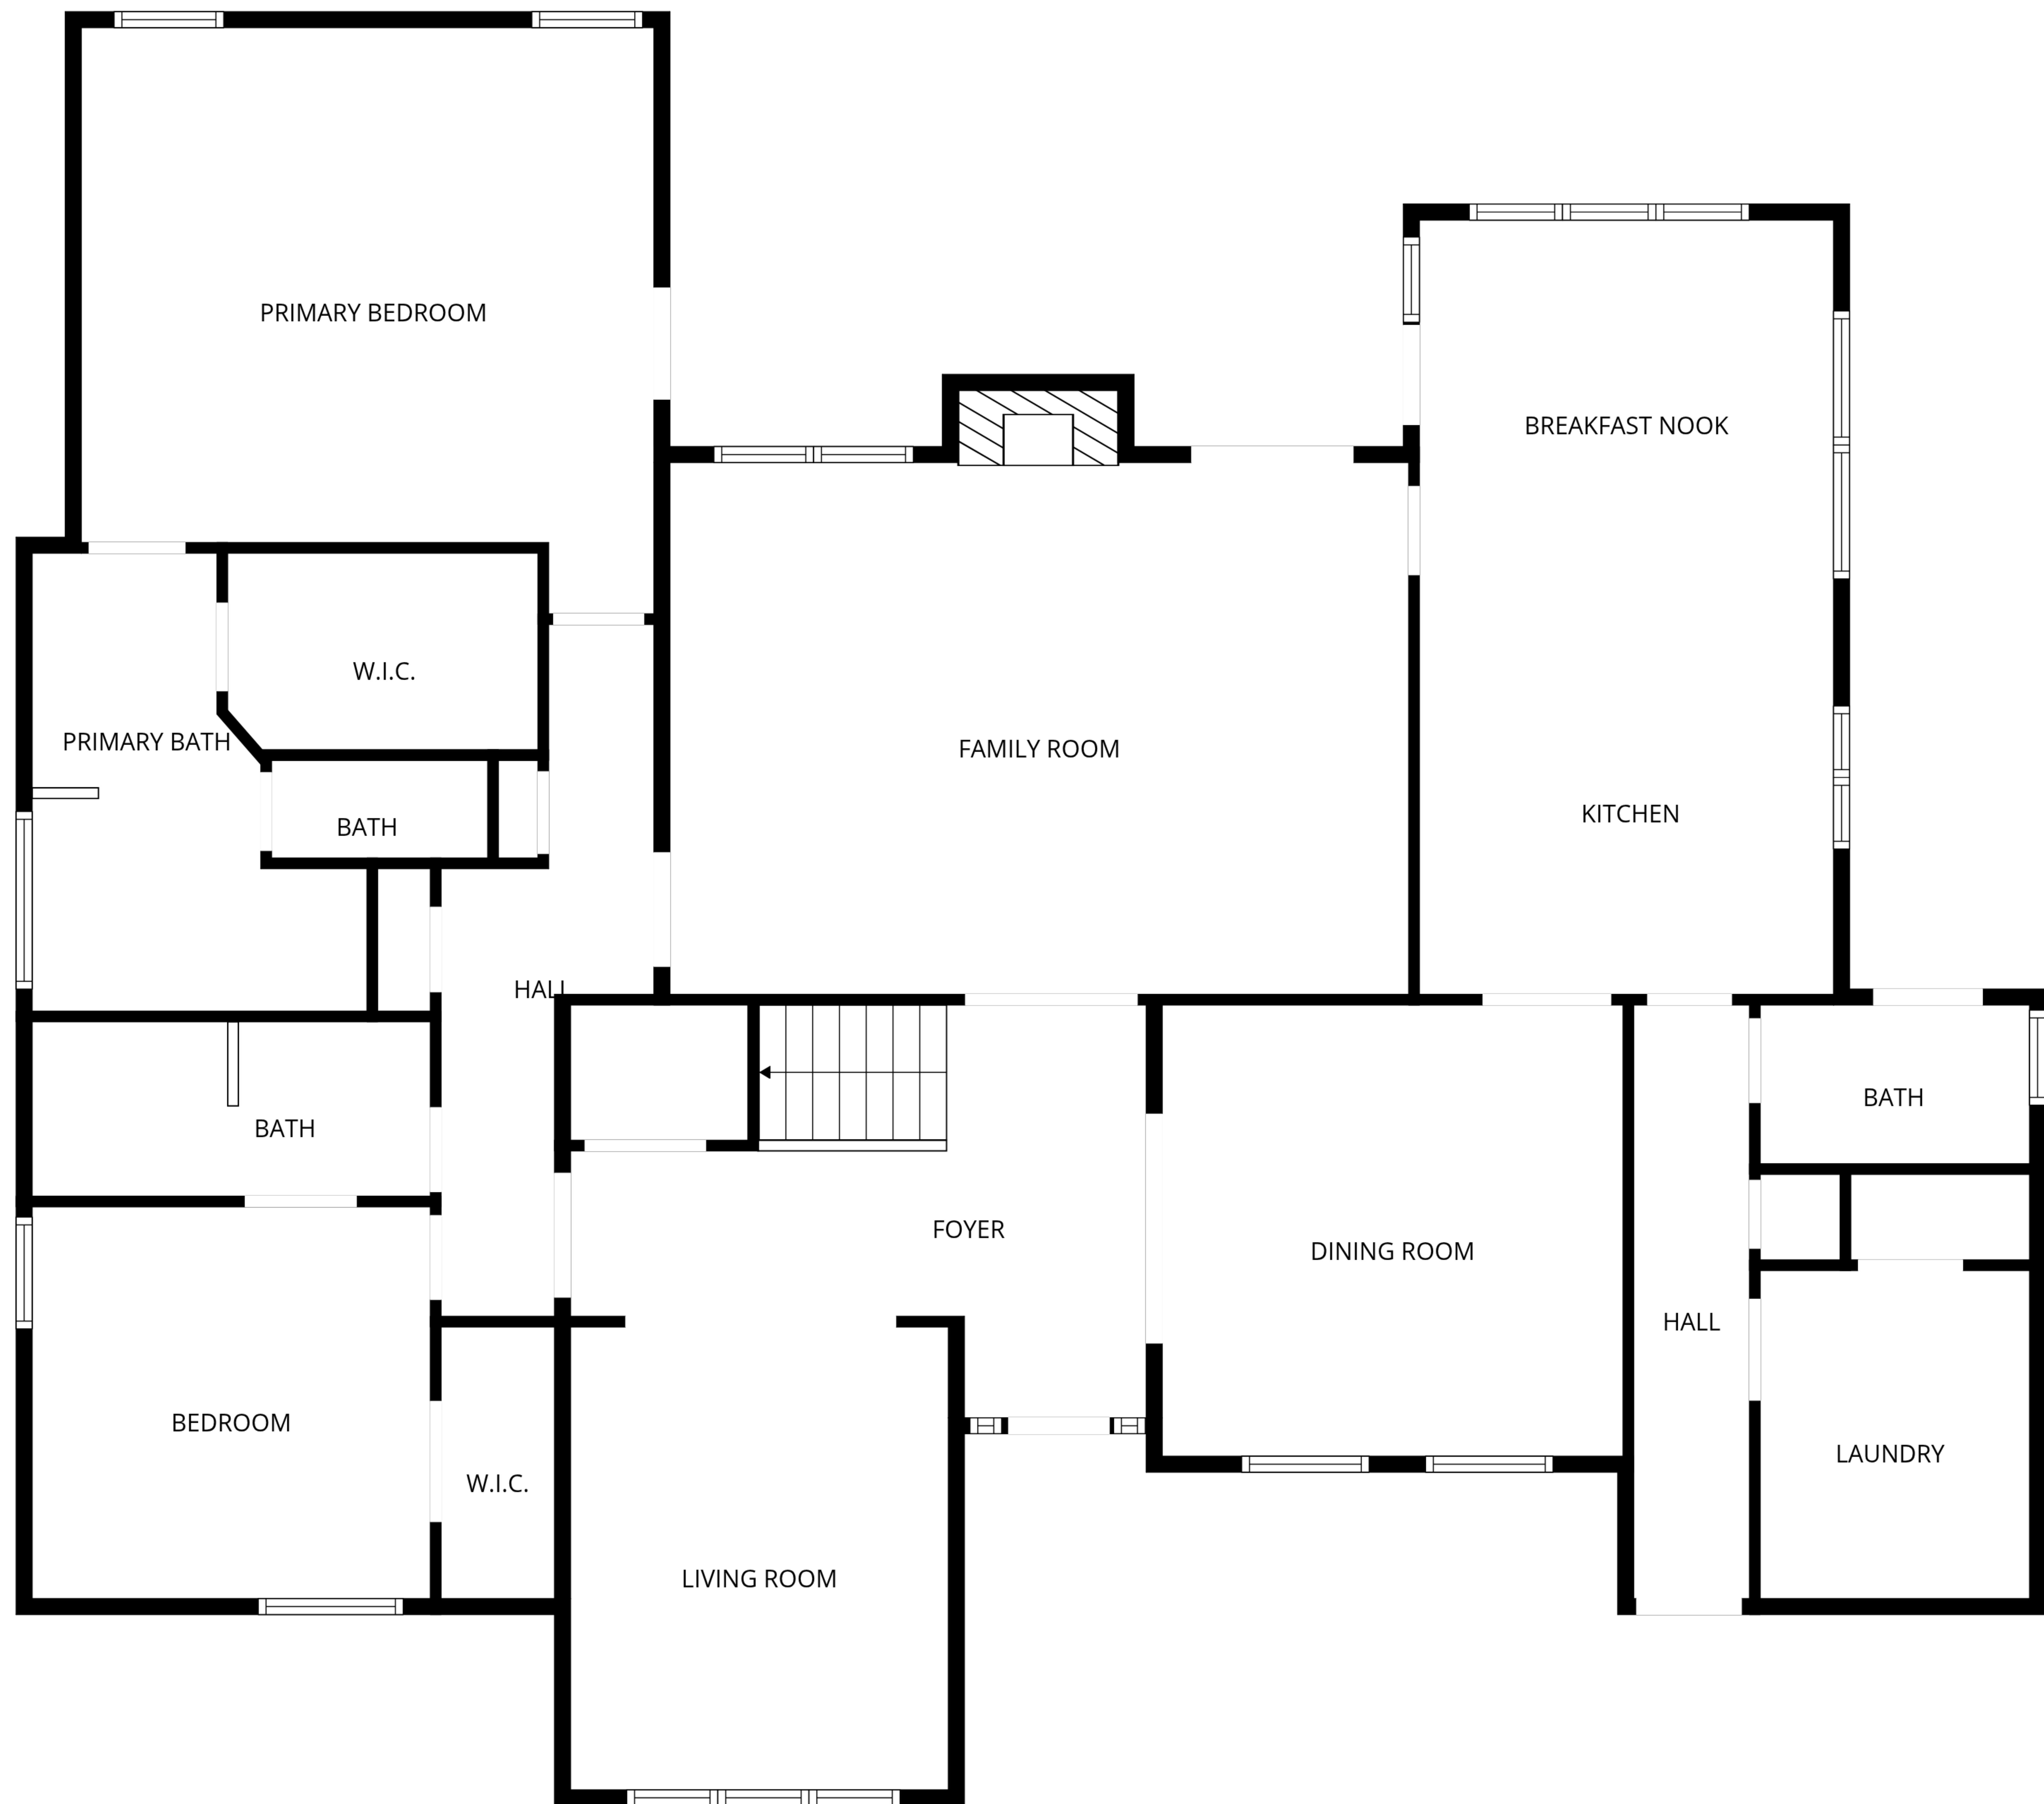 PRIMARY BEDROOM
BREAKFAST NOOK
W.I.C.
PRIMARY BATH
FAMILY ROOM
BATH
KITCHEN
HALL
BATH
BATH
FOYER
DINING ROOM
HALL
BEDROOM
LAUNDRY
W.I.C.
LIVING ROOM